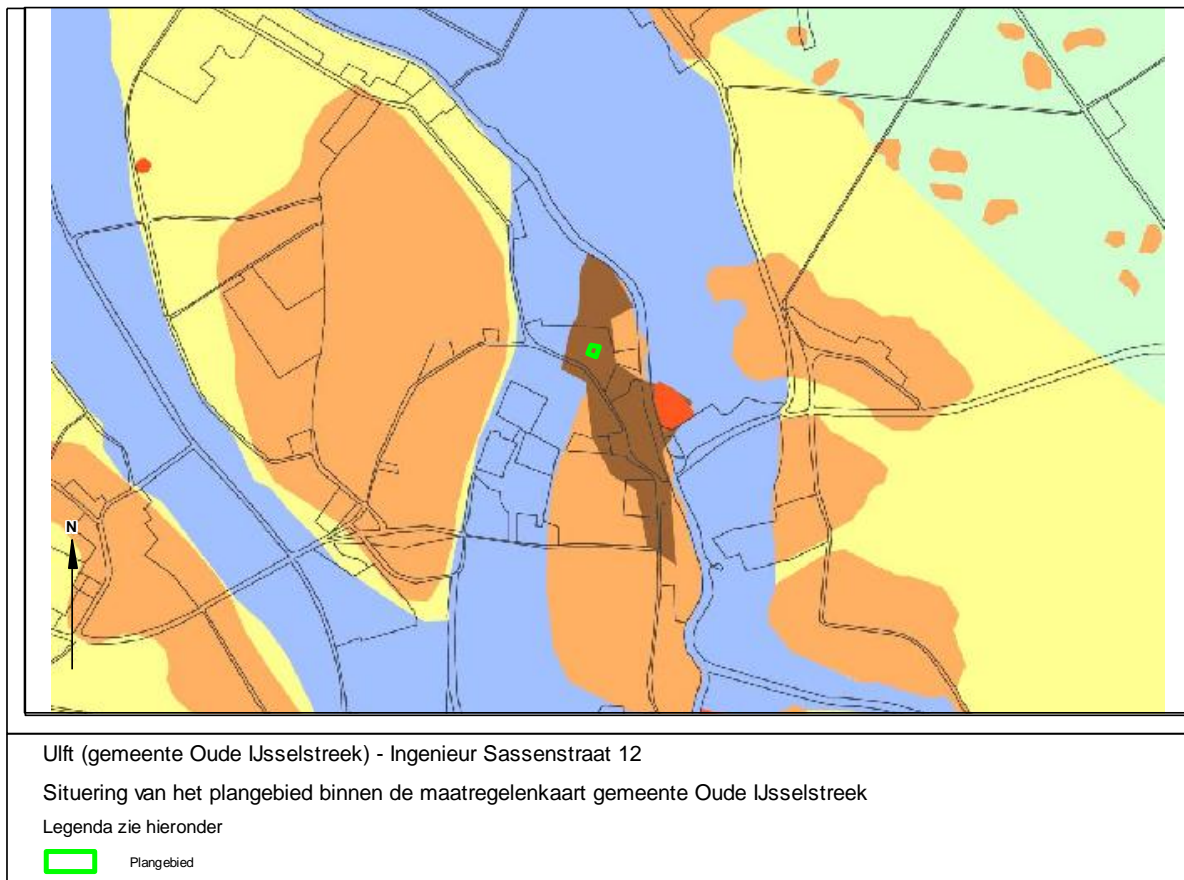 N
Ulft (gemeente Oude IJsselstreek) - Ingenieur Sassenstraat 12
Situering van het plangebied binnen de maatregelenkaart gemeente Oude IJsselstreek
Legenda zie hieronder
Plangebied